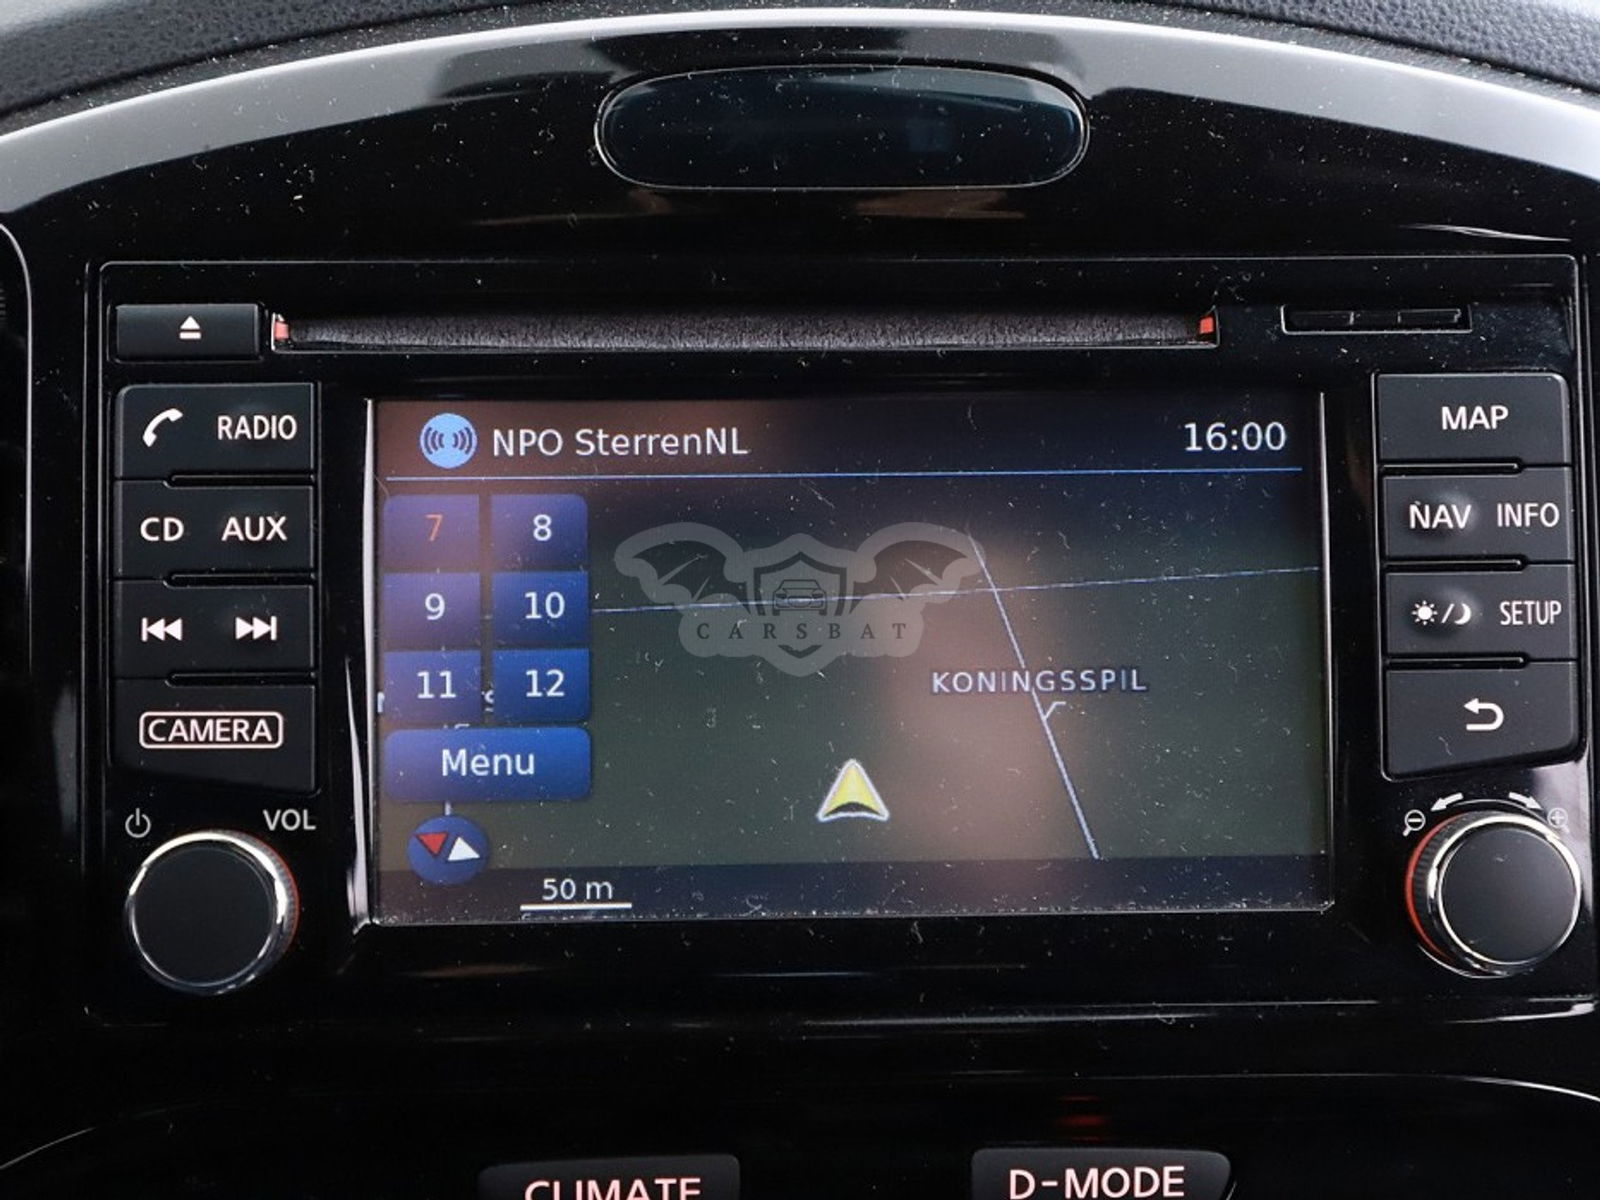 NPO SterrenNL 16:00
RADIO
MAP
7 8
CD AUX
NAV INFO
9 10
CARSBAT
SETUP
11 12
KONINGSSPIL
CAMERA
Menu
VOL
50 m
CLIMATE
D-MODE